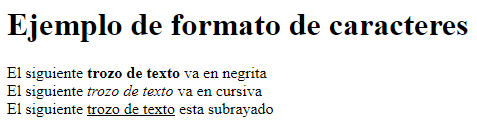 Ejemplo de formato de caracteres
El siguiente trozo de texto va en negrita
El siguiente trozo de texto va en cursiva
El siguiente trozo de texto esta subrayado